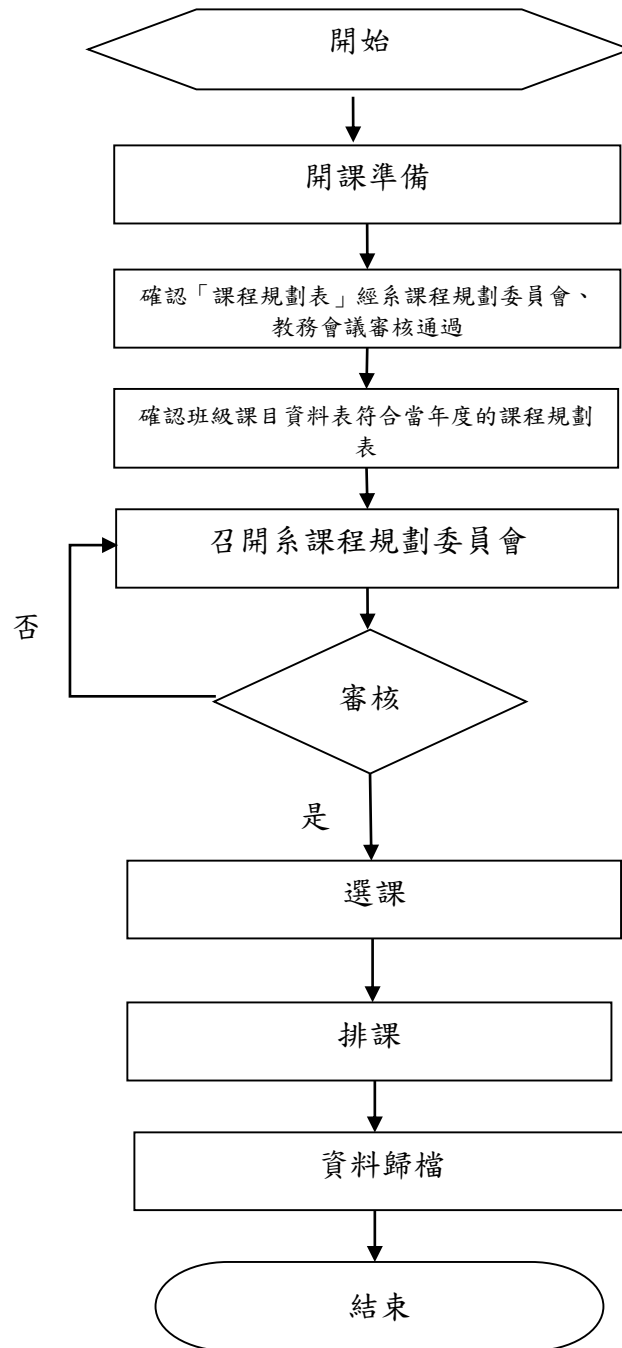 開始
開課準備
確認「課程規劃表」經系課程規劃委員會、
教務會議審核通過
確認班級課目資料表符合當年度的課程規劃
表
召開系課程規劃委員會
否
審核
是
選課
排課
資料歸檔
結束